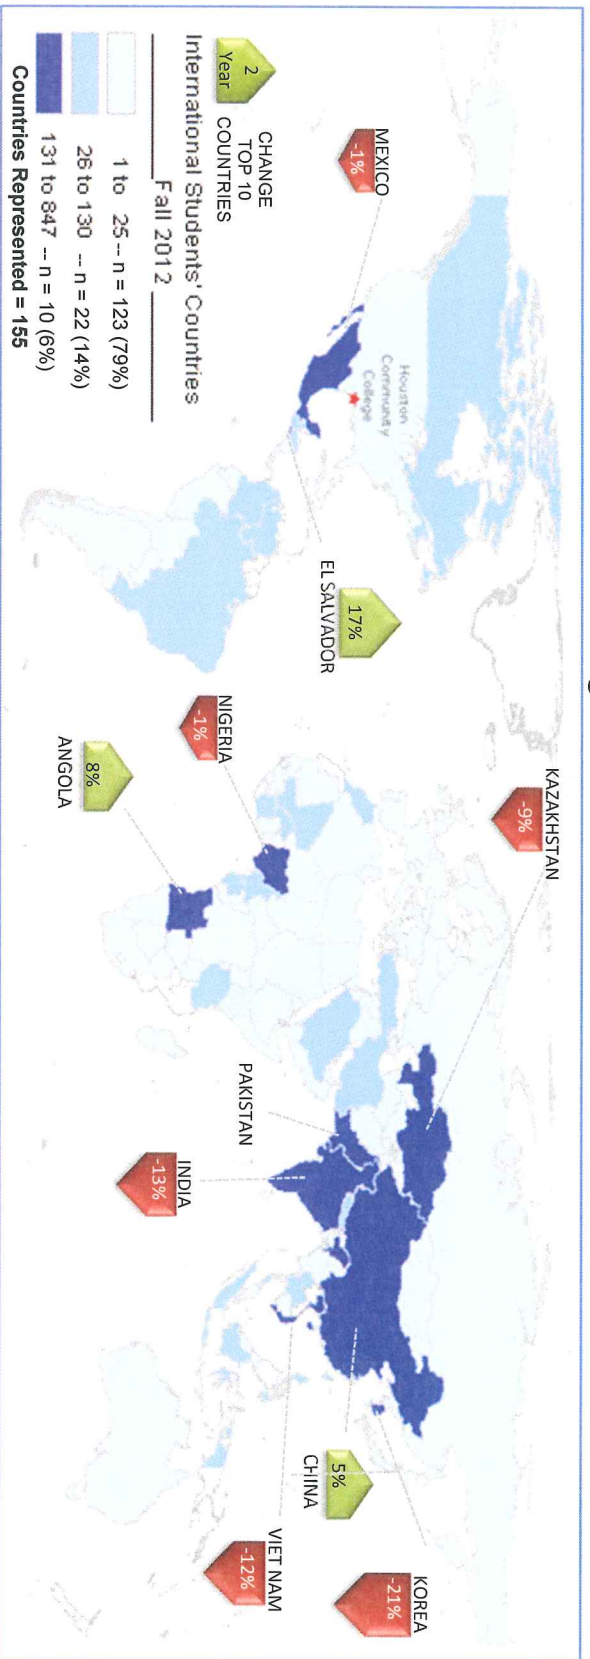 KAZAKHSTAN
-9%
KOREA
-21%
EL SALVADOR
17%
MEXICO
-1%
Houston
Community
College
CHINA
5%
VIET NAM
-12%
PAKISTAN
INDIA
-13%
NIGERIA
-1%
ANGOLA
8%
2
Year
CHANGE
TOP 10
COUNTRIES
International Students' Countries
Fall 2012
1 to 25 -- n = 123 (79%)
26 to 130 -- n = 22 (14%)
131 to 847 -- n = 10 (6%)
Countries Represented = 155